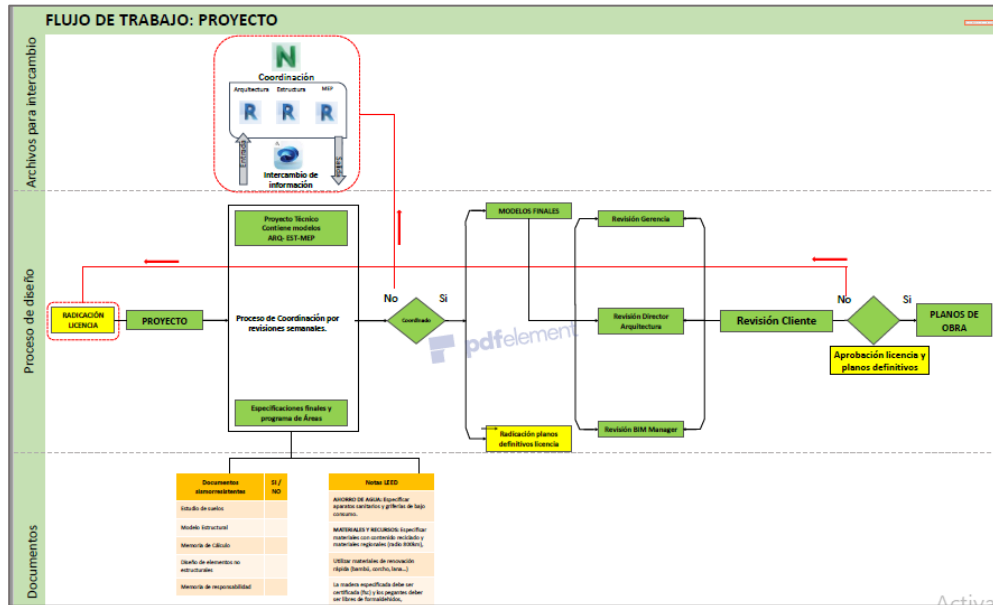 FLUJO DE TRABAJO: PROYECTO
Archivos para intercambio
N
Coordinación
Arquitectura Estructura MEP
R R R
Entrada
Salida
Intercambio de
información
Proceso de diseño
RADICACIÓN
LICENCIA
PROYECTO
Proyecto Técnico
Contiene modelos
ARQ- EST-MEP
Proceso de Coordinación por
revisiones semanales.
Especificaciones finales y
programa de Áreas
No
Si
Coordinado
MODELOS FINALES
Radicación planos
definitivos licencia
Revisión Gerencia
Revisión Director
Arquitectura
Revisión BIM Manager
Revisión Cliente
No
Si
Aprobación licencia y
planos definitivos
PLANOS DE
OBRA
pdfelement
Documentos
Documentos
sismorresistentes
SI /
NO
Estudio de suelos
Modelo Estructural
Memoria de Cálculo
Diseño de elementos no
estructurales
Memoria de responsabilidad
Notas LEED
AHORRO DE AGUA: Especificar
aparatos sanitarios y griferías de bajo
consumo.
MATERIALES Y RECURSOS: Especificar
materiales con contenido reciclado y
materiales regionales (radio 800km),
Utilizar materiales de renovación
rápida (bambú, corcho, lana...)
La madera especificada debe ser
certificada (fsc) y los pegantes deber
ser libres de formaldehidos,
Activa